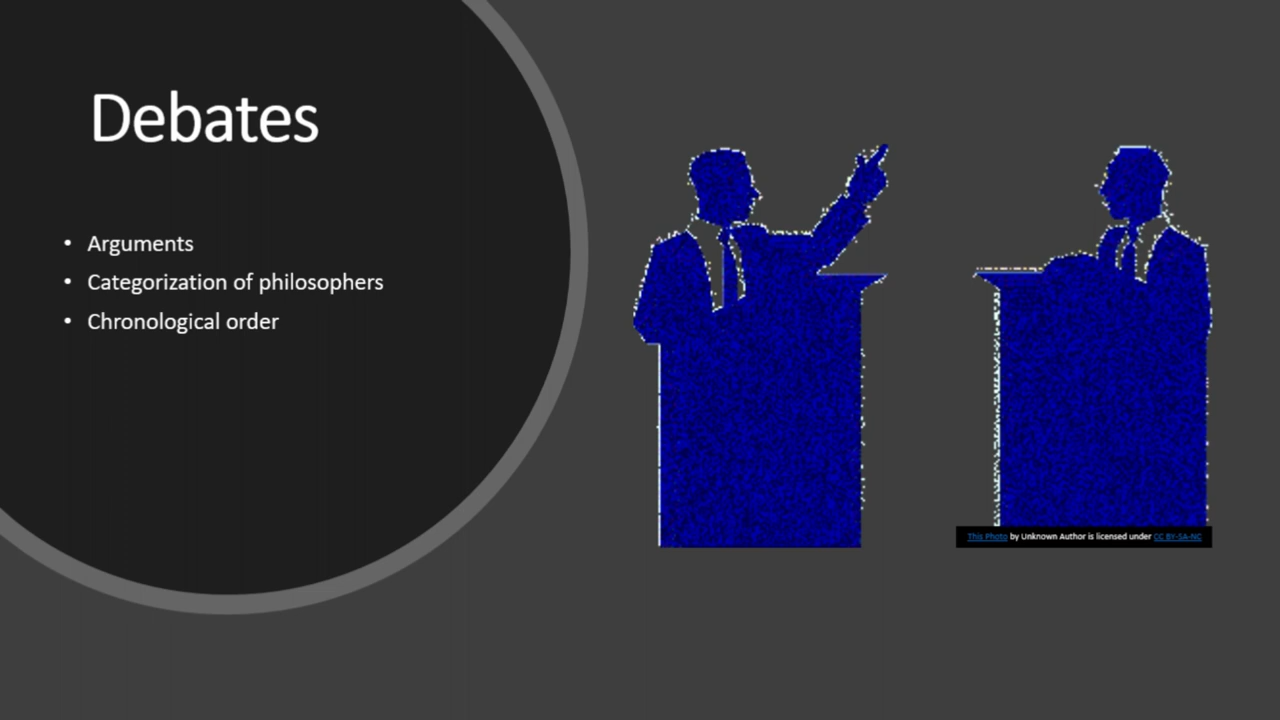 Debates
• Arguments
• Categorization of philosophers
• Chronological order
This Photo by Unknown Author is licensed under CC BY-SA-NC